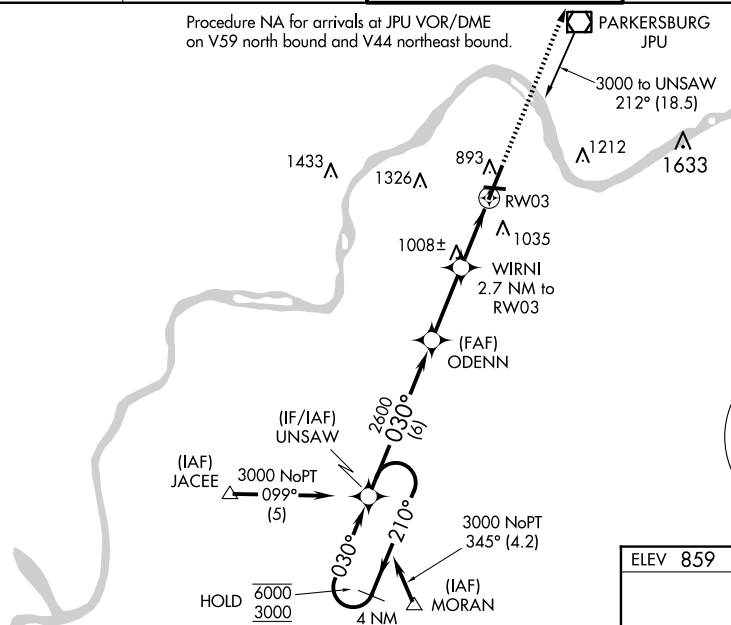 Procedure NA for arrivals at JPU VOR/DME
on V59 north bound and V44 northeast bound.
PARKERSBURG
JPU
3000 to UNSAW
212° (18.5)
1433
1326
893
1212
1633
RW03
1035
1008±
WIRNI
2.7 NM to
RW03
(FAF)
ODENN
2600
030°
(6)
(IF/IAF)
UNSAW
(IAF)
JACEE
3000 NoPT
099°
(5)
210°
030°
3000 NoPT
345° (4.2)
(IAF)
MORAN
HOLD
6000
3000
4 NM
ELEV 859